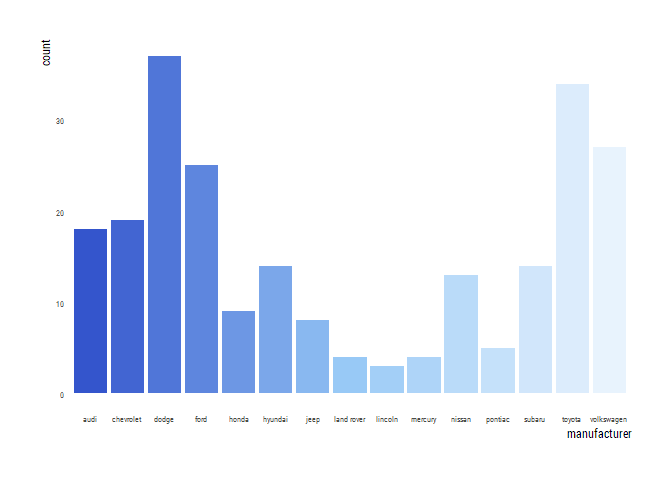 count
30
20
10
0
audi chevrolet dodge ford honda hyundai jeep land rover lincoln mercury nissan pontiac subaru toyota volkswagen
manufacturer